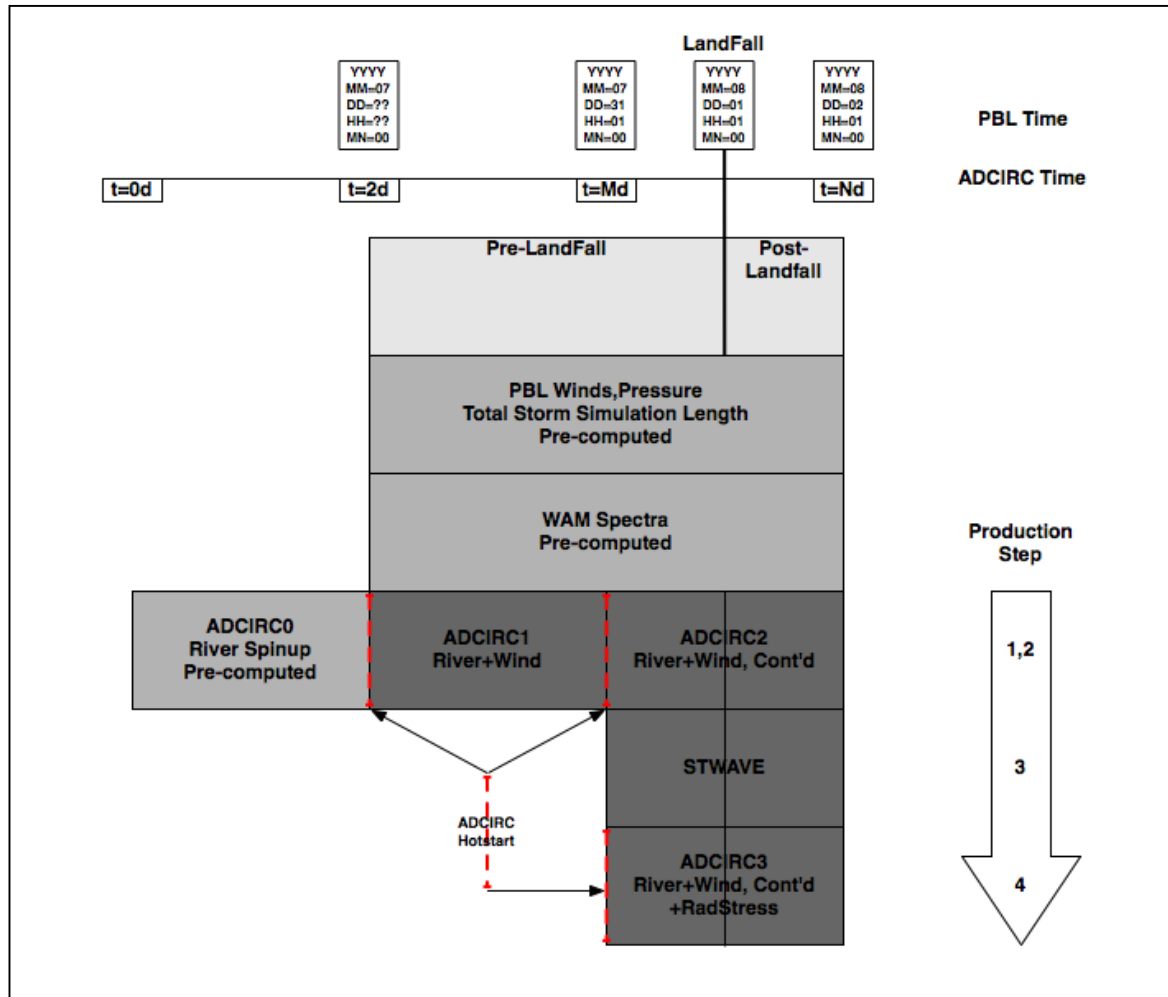 LandFall
YYYY
MM=07
DD=??
HH=??
MN=00
YYYY
MM=07
DD=31
HH=01
MN=00
YYYY
MM=08
DD=01
HH=01
MN=00
YYYY
MM=08
DD=02
HH=01
MN=00
PBL Time
t=0d
t=2d
t=Md
t=Nd
ADCIRC Time
Pre-LandFall
Post-
Landfall
PBL Winds,Pressure
Total Storm Simulation Length
Pre-computed
WAM Spectra
Pre-computed
Production
Step
ADCIRC0
River Spinup
Pre-computed
ADCIRC1
River+Wind
ADCIRC2
River+Wind, Cont'd
1,2
STWAVE
3
ADCIRC
Hotstart
ADCIRC3
River+Wind, Cont'd
+RadStress
4